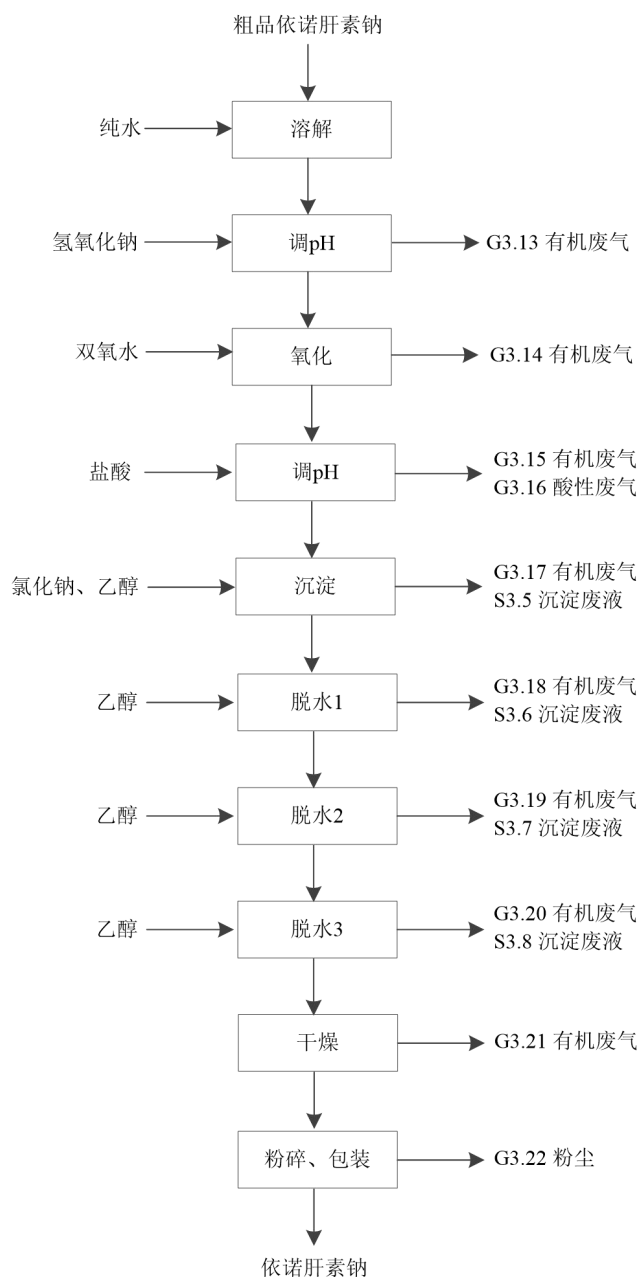 粗品依诺肝素钠
纯水
溶解
氢氧化钠
调pH
G3.13 有机废气
双氧水
氧化
G3.14 有机废气
盐酸
调pH
G3.15 有机废气
G3.16 酸性废气
氯化钠、乙醇
沉淀
G3.17 有机废气
S3.5 沉淀废液
乙醇
脱水1
G3.18 有机废气
S3.6 沉淀废液
乙醇
脱水2
G3.19 有机废气
S3.7 沉淀废液
乙醇
脱水3
G3.20 有机废气
S3.8 沉淀废液
干燥
G3.21 有机废气
粉碎、包装
G3.22 粉尘
依诺肝素钠